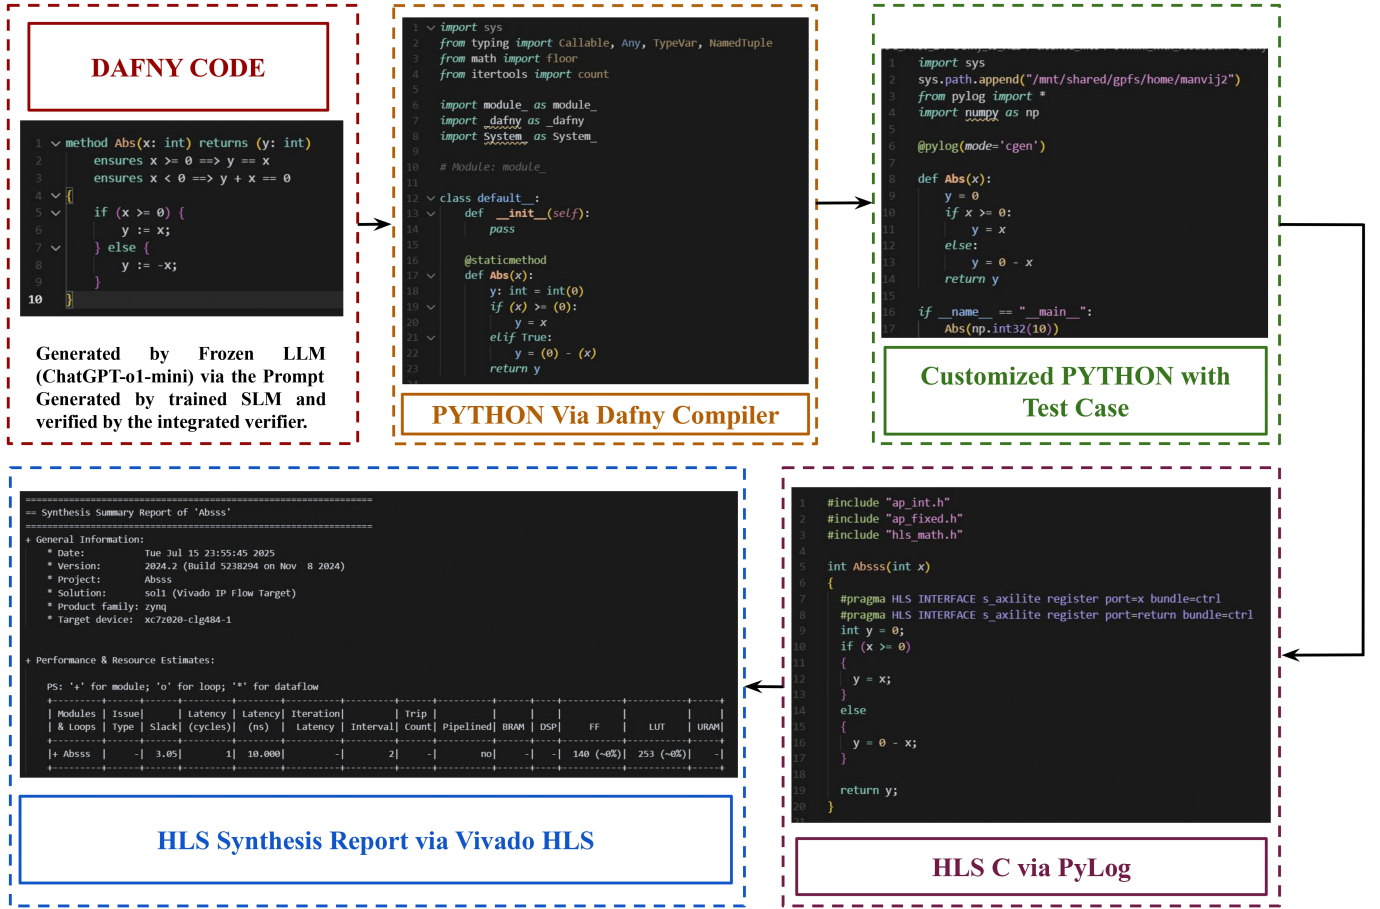 DAFNY CODE
1 method Abs(x: int) returns (y: int)
2 ensures x >= 0 ==> y == x
3 ensures x < 0 ==> y + x == 0
4 {
5 if (x >= 0) {
6 y := x;
7 } else {
8 y := -x;
9 }
10 }
Generated by Frozen LLM
(ChatGPT-o1-mini) via the Prompt
Generated by trained SLM and
verified by the integrated verifier.
1 import sys
2 from typing import Callable, Any, TypeVar, NamedTuple
3 from math import floor
4 from itertools import count
5
6 import module_ as module_
7 import _dafny as _dafny
8 import System_ as System_
9
10 # Module: module_
11
12 class default__:
13 def __init__(self):
14 pass
15
16 @staticmethod
17 def Abs(x):
18 y: int = int(0)
19 if (x) >= (0):
20 y = x
21 elif True:
22 y = (0) - (x)
23 return y
PYTHON Via Dafny Compiler
1 import sys
2 sys.path.append("/mnt/shared/gpfs/home/manvij2")
3 from pylog import *
4 import numpy as np
5
6 @pylog(mode='cgen')
7
8 def Abs(x):
9 y = 0
10 if x >= 0:
11 y = x
12 else:
13 y = 0 - x
14 return y
15
16 if __name__ == "__main__":
17 Abs(np.int32(10))
Customized PYTHON with
Test Case
================================================================
== Synthesis Summary Report of 'Absss'
================================================================
+ General Information:
* Date: Tue Jul 15 23:55:45 2025
* Version: 2024.2 (Build 5238294 on Nov 8 2024)
* Project: Absss
* Solution: sol1 (Vivado IP Flow Target)
* Product family: zynq
* Target device: xc7z020-clg484-1
+ Performance & Resource Estimates:
PS: '+' for module; 'o' for loop; '*' for dataflow
| Modules | Issue| | Latency | Latency| Iteration| | Trip | | | | | | |
| & Loops | Type | Slack| (cycles)| (ns) | Latency | Interval| Count| Pipelined| BRAM | DSP| FF | LUT | URAM|
|+ Absss | -| 3.05| 1| 10.000| -| 2| -| no| -| -| 140 (~0%)| 253 (~0%)| -|
HLS Synthesis Report via Vivado HLS
1 #include "ap_int.h"
2 #include "ap_fixed.h"
3 #include "hls_math.h"
4
5 int Absss(int x)
6 {
7 #pragma HLS INTERFACE s_axilite register port=x bundle=ctrl
8 #pragma HLS INTERFACE s_axilite register port=return bundle=ctrl
9 int y = 0;
10 if (x >= 0)
11 {
12 y = x;
13 }
14 else
15 {
16 y = 0 - x;
17 }
18
19 return y;
20 }
HLS C via PyLog